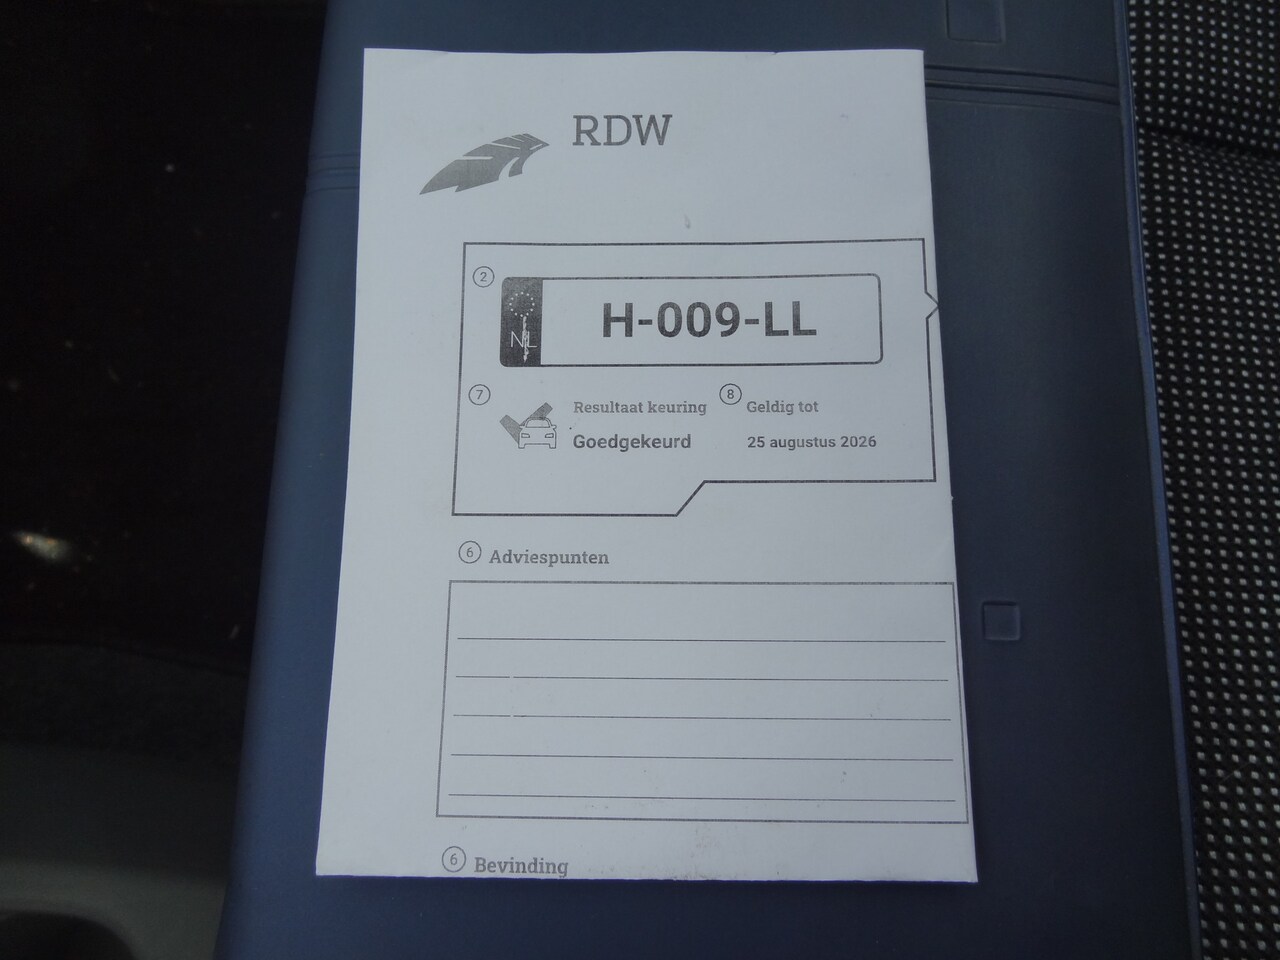 RDW
2
NL
H-009-LL
7
Resultaat keuring
8
Geldig tot
Goedgekeurd
25 augustus 2026
6 Adviespunten
6 Bevinding